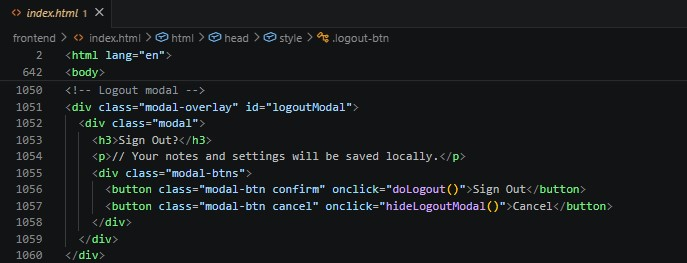 index.html 1
frontend > index.html > html > head > style > .logout-btn
2 <html lang="en">
642 <body>
1050 <!-- Logout modal -->
1051 <div class="modal-overlay" id="logoutModal">
1052 <div class="modal">
1053 <h3>Sign Out?</h3>
1054 <p>// Your notes and settings will be saved locally.</p>
1055 <div class="modal-btns">
1056 <button class="modal-btn confirm" onclick="doLogout()">Sign Out</button>
1057 <button class="modal-btn cancel" onclick="hideLogoutModal()">Cancel</button>
1058 </div>
1059 </div>
1060 </div>